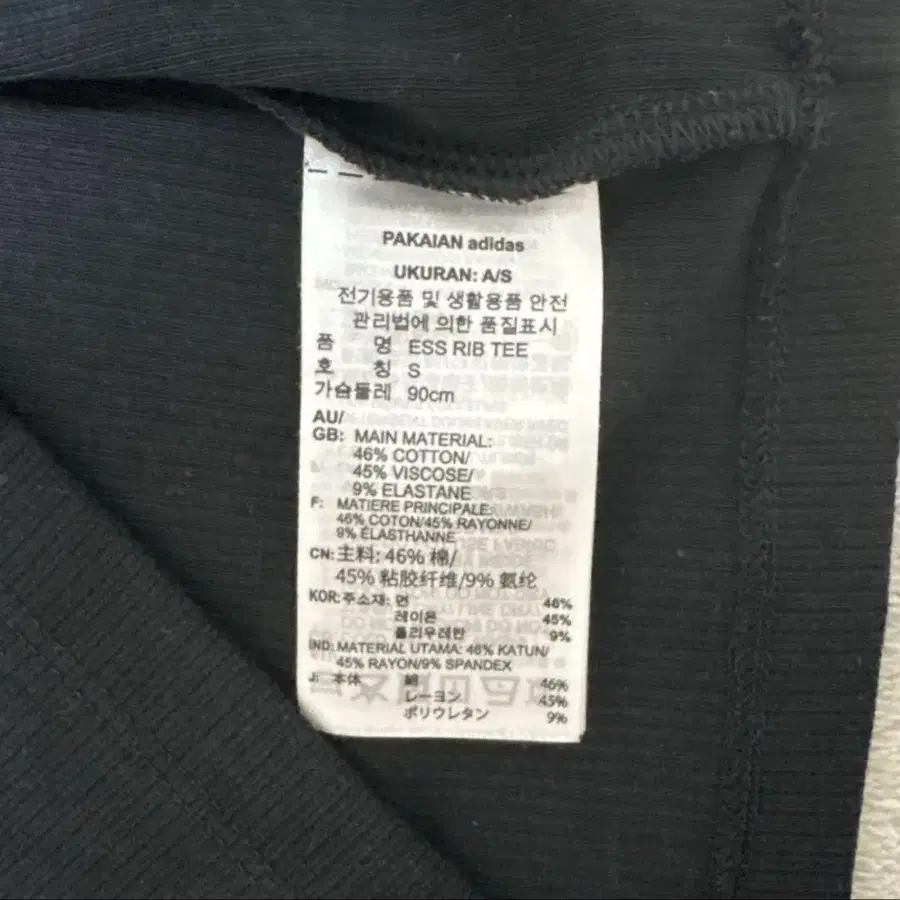 PAKAIAN adidas
UKURAN: A/S
전기용품 및 생활용품 안전
관리법에 의한 품질표시
품 명 ESS RIB TEE
호 칭 S
가슴둘레 90cm
AU/
GB: MAIN MATERIAL:
46% COTTON/
45% VISCOSE/
9% ELASTANE
F: MATIERE PRINCIPALE:
46% COTON/45% RAYONNE/
9% ÉLASTHANNE
CN: 主料: 46% 棉/
45% 粘胶纤维/9% 氨纶
KOR: 주소재: 면 46%
레이온 45%
폴리우레탄 9%
IND: MATERIAL UTAMA: 46% KATUN/
45% RAYON/9% SPANDEX
J: 本体 綿 46%
レーヨン 45%
ポリウレタン 9%